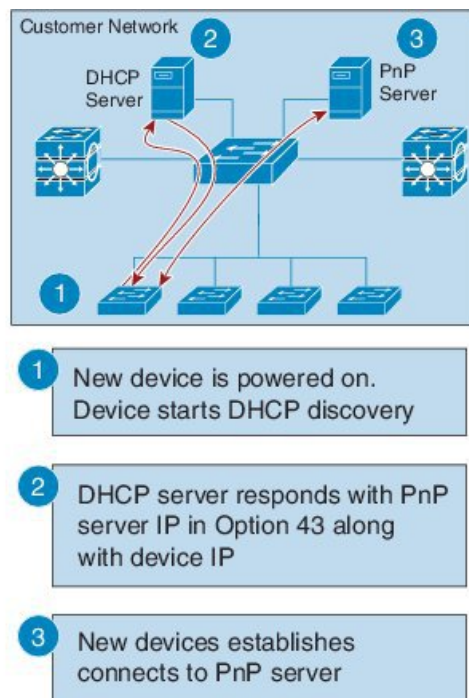 Customer Network
2
3
DHCP
Server
PnP
Server
1
1
New device is powered on.
Device starts DHCP discovery
2
DHCP server responds with PnP
server IP in Option 43 along
with device IP
3
New devices establishes
connects to PnP server